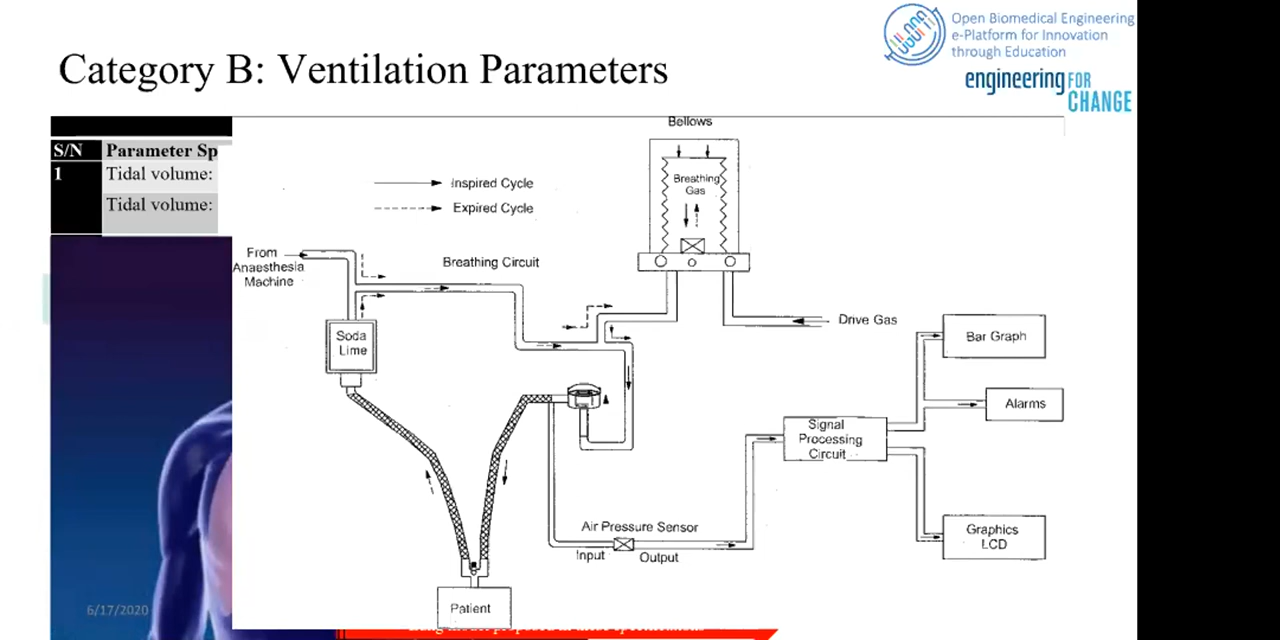 Open Biomedical Engineering
e-Platform for Innovation
through Education
engineering FOR
CHANGE
Category B: Ventilation Parameters
S/N Parameter Sp
1 Tidal volume:
Tidal volume:
Bellows
Breathing
Gas
Inspired Cycle
Expired Cycle
From
Anaesthesia
Machine
Breathing Circuit
Drive Gas
Soda
Lime
Bar Graph
Alarms
Signal
Processing
Circuit
Air Pressure Sensor
Input Output
Graphics
LCD
Patient
6/17/2020